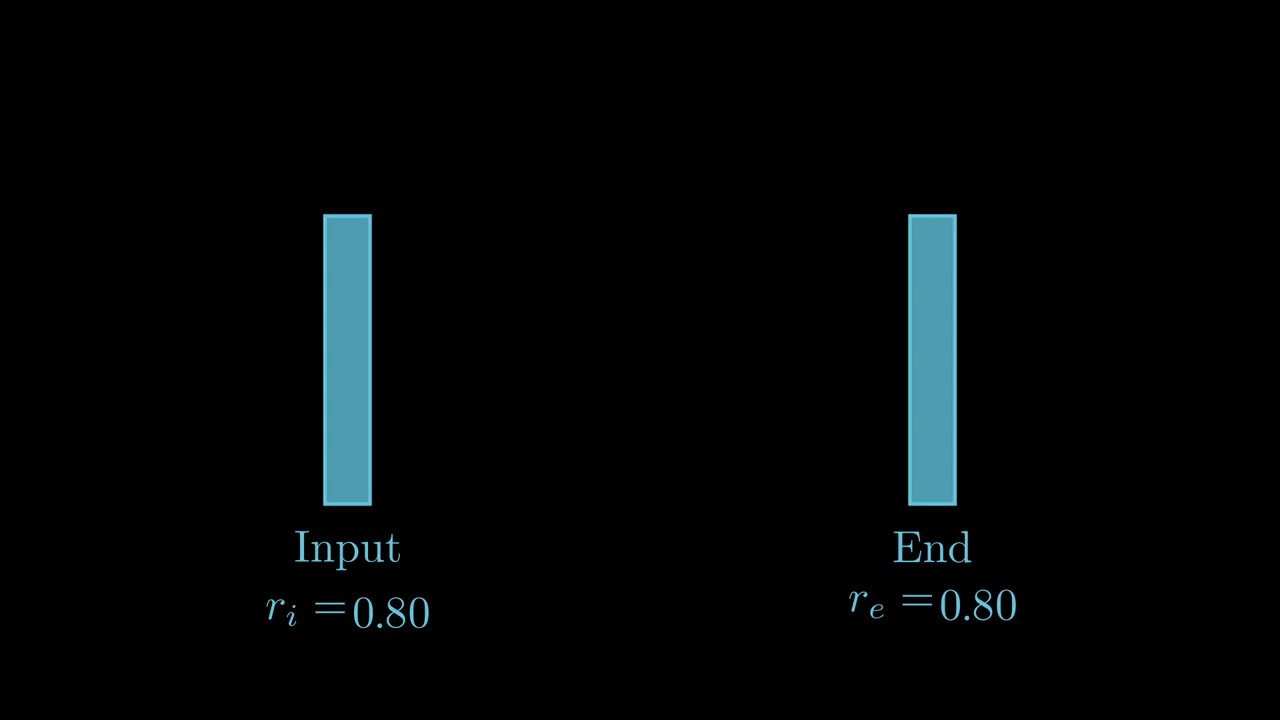 Input
End
r_i = 0.80
r_e = 0.80